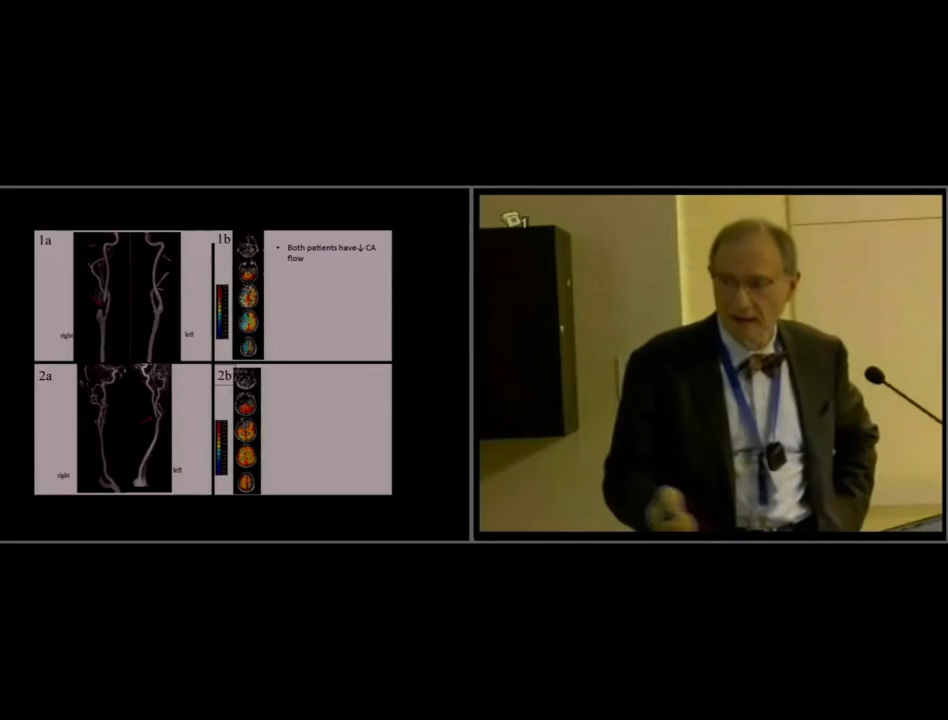 1a
1b
• Both patients have↓ CA
flow
right
left
2a
2b
left
right